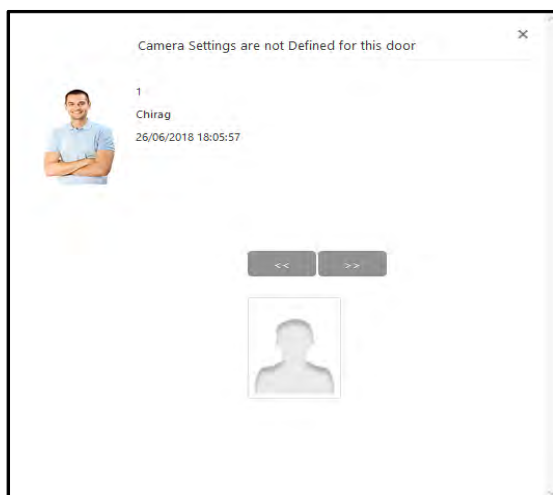 Camera Settings are not Defined for this door
×
1
Chirag
26/06/2018 18:05:57
<< >>